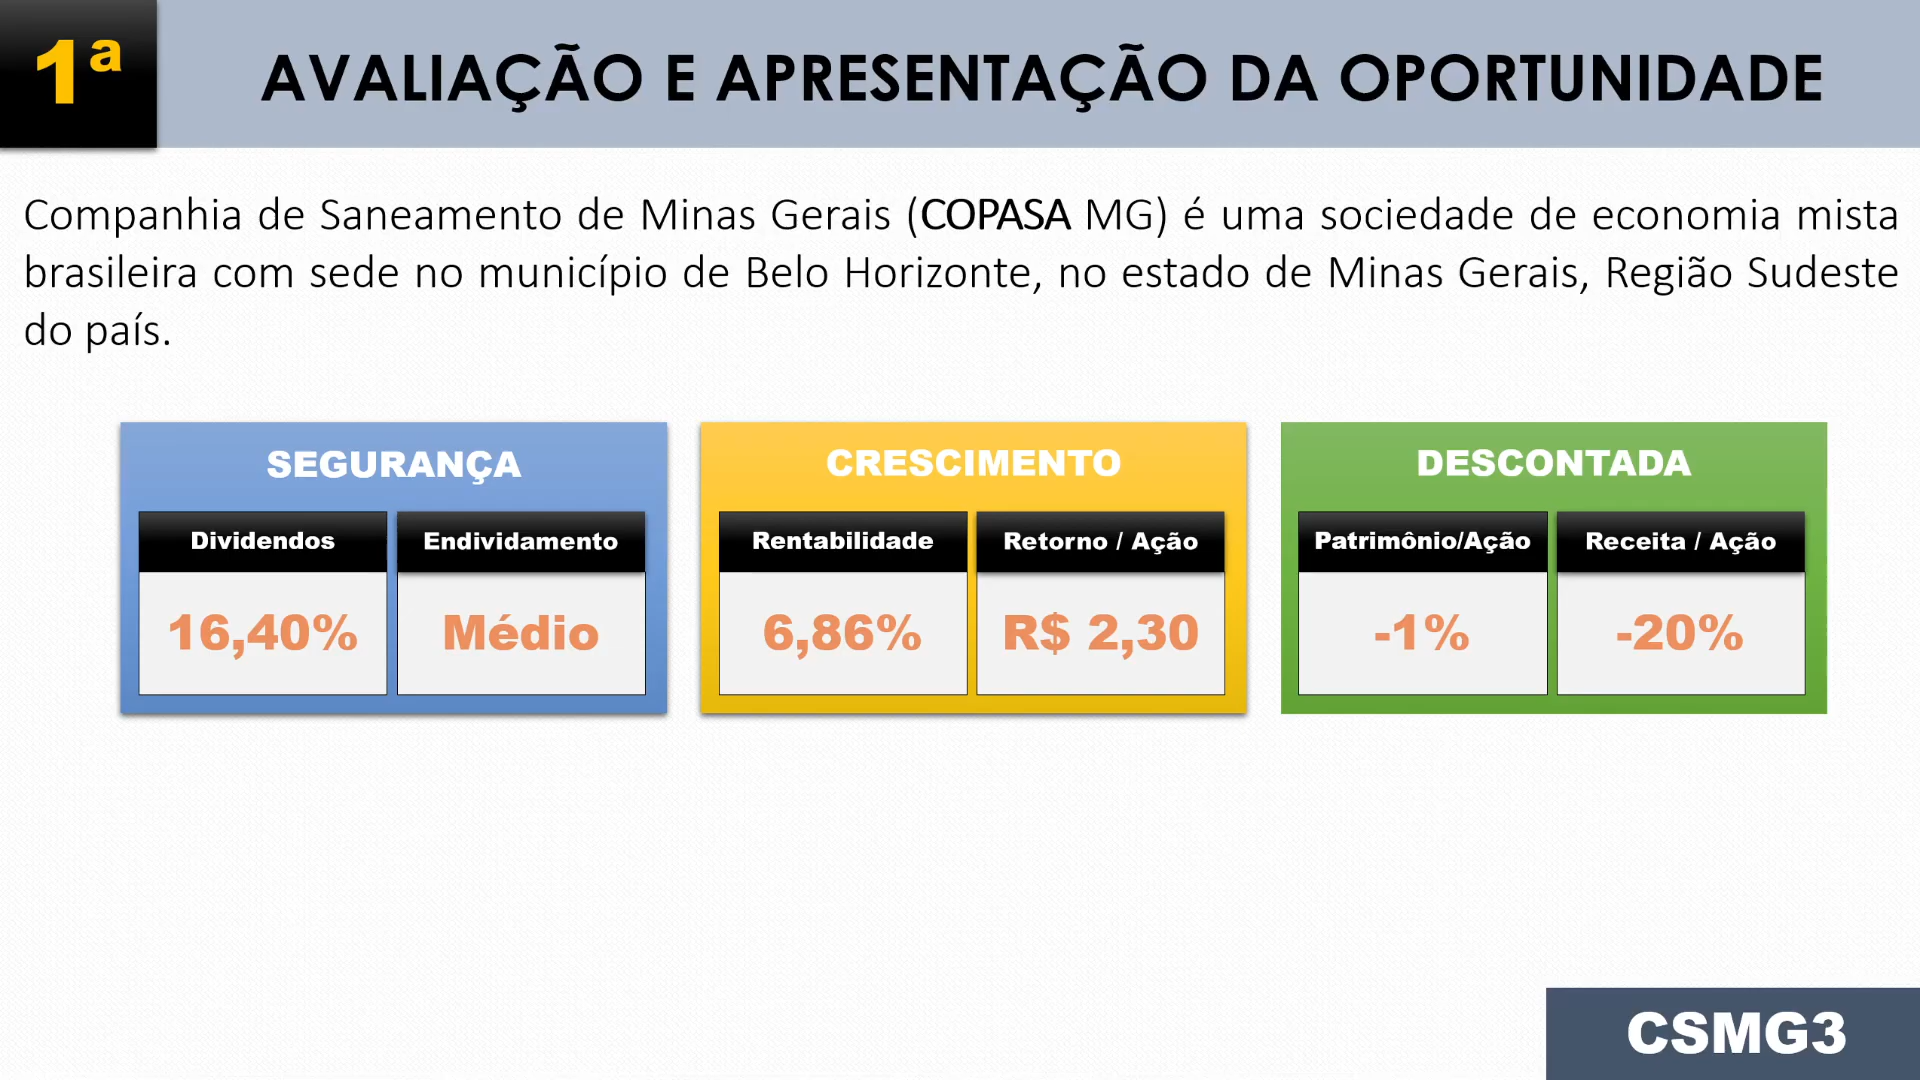 1ª
AVALIAÇÃO E APRESENTAÇÃO DA OPORTUNIDADE
Companhia de Saneamento de Minas Gerais (COPASA MG) é uma sociedade de economia mista
brasileira com sede no município de Belo Horizonte, no estado de Minas Gerais, Região Sudeste
do país.
SEGURANÇA
Dividendos
Endividamento
16,40%
Médio
CRESCIMENTO
Rentabilidade
Retorno / Ação
6,86%
R$ 2,30
DESCONTADA
Patrimônio/Ação
Receita / Ação
-1%
-20%
CSMG3